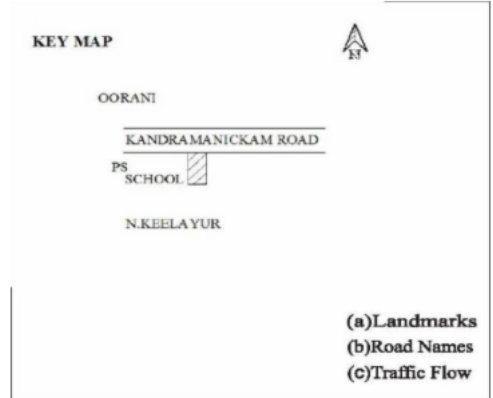 KEY MAP
N
OORANI
KANDRAMANICKAM ROAD
PS
SCHOOL
N.KEELAYUR
(a)Landmarks
(b)Road Names
(c)Traffic Flow